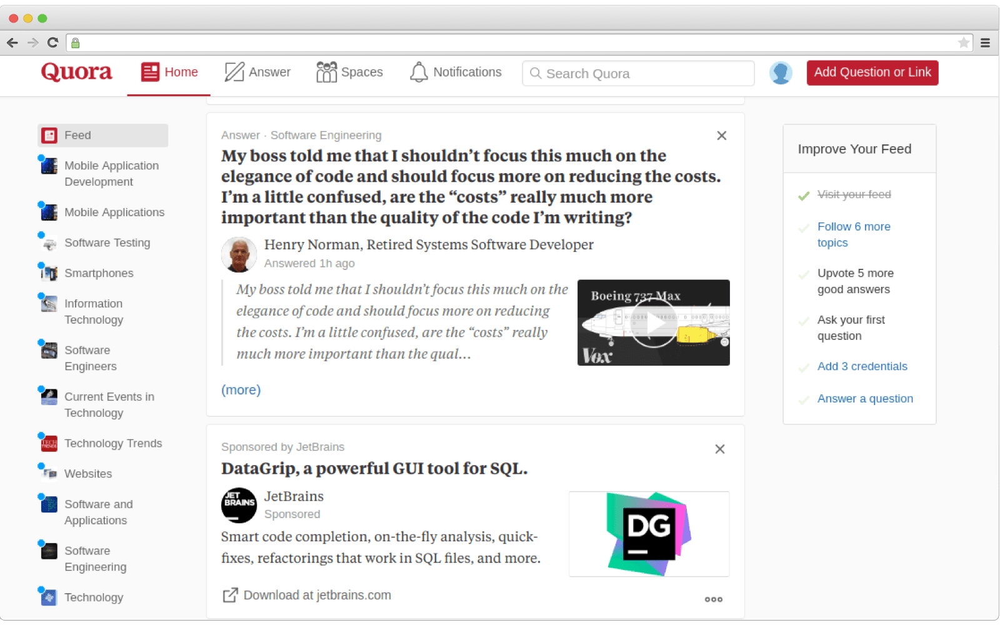 Quora
Home
Answer
Spaces
Notifications
Search Quora
Add Question or Link
Feed
Mobile Application
Development
Mobile Applications
Software Testing
Smartphones
Information
Technology
Software
Engineers
Current Events in
Technology
Technology Trends
Websites
Software and
Applications
Software
Engineering
Technology
Answer · Software Engineering
My boss told me that I shouldn’t focus this much on the
elegance of code and should focus more on reducing the costs.
I’m a little confused, are the “costs” really much more
important than the quality of the code I’m writing?
Henry Norman, Retired Systems Software Developer
Answered 1h ago
My boss told me that I shouldn’t focus this much on the
elegance of code and should focus more on reducing
the costs. I’m a little confused, are the “costs” really
much more important than the qual...
Boeing 737 Max
Vox
(more)
Sponsored by JetBrains
DataGrip, a powerful GUI tool for SQL.
JET
BRAINS
JetBrains
Sponsored
Smart code completion, on-the-fly analysis, quick-
fixes, refactorings that work in SQL files, and more.
DG
Download at jetbrains.com
Improve Your Feed
Visit your feed
Follow 6 more
topics
Upvote 5 more
good answers
Ask your first
question
Add 3 credentials
Answer a question